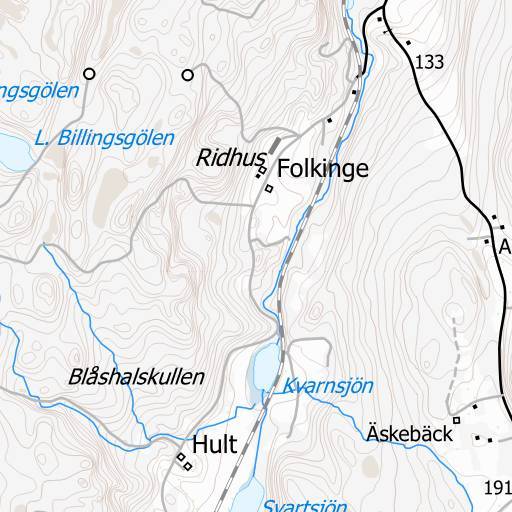 133
ngsgölen
L. Billingsgölen
Ridhus
Folkinge
A
Blåshalskullen
Kvarnsjön
Äskebäck
Hult
191
Svartsjön